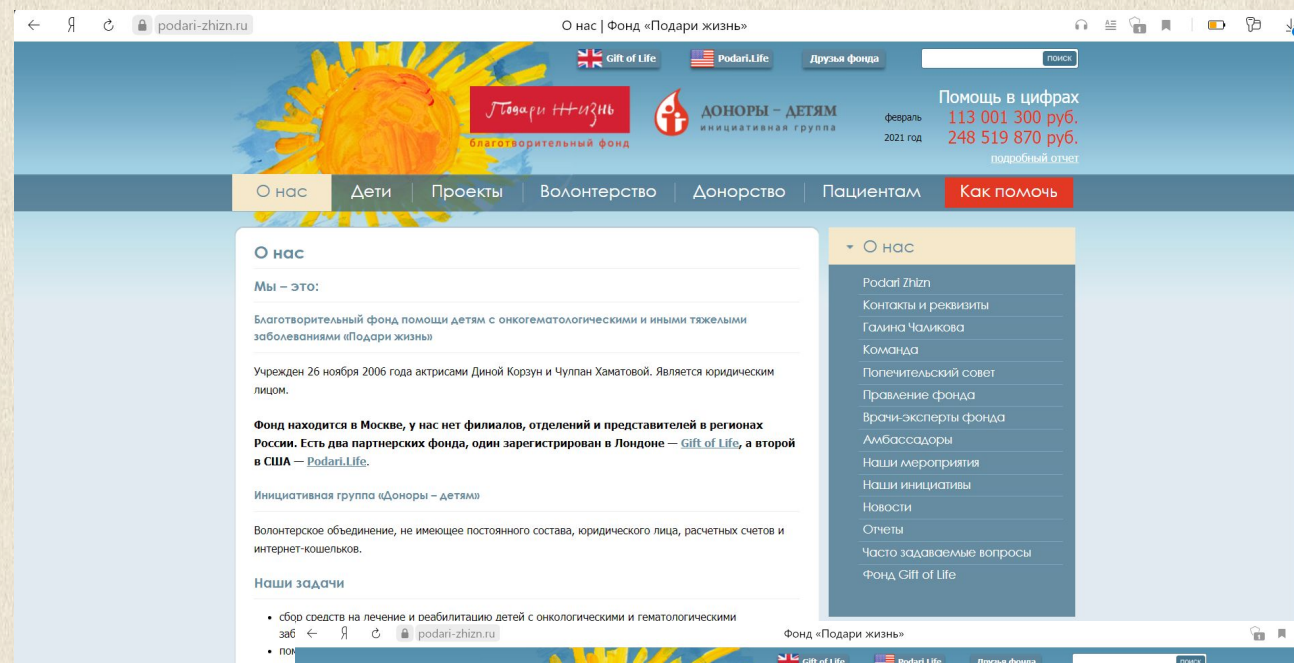 podari-zhizn.ru
О нас | Фонд «Подари жизнь»
Gift of Life
Podari.Life
Друзья фонда
поиск
Подари жизнь
благотворительный фонд
ДОНОРЫ – ДЕТЯМ
инициативная группа
Помощь в цифрах
февраль 113 001 300 руб.
2021 год 248 519 870 руб.
подробный отчет
О нас
Дети
Проекты
Волонтерство
Донорство
Пациентам
Как помочь
О нас
Мы – это:
Благотворительный фонд помощи детям с онкогематологическими и иными тяжелыми
заболеваниями «Подари жизнь»
Учрежден 26 ноября 2006 года актрисами Диной Корзун и Чулпан Хаматовой. Является юридическим
лицом.
Фонд находится в Москве, у нас нет филиалов, отделений и представителей в регионах
России. Есть два партнерских фонда, один зарегистрирован в Лондоне — Gift of Life, а второй
в США — Podari.Life.
Инициативная группа «Доноры – детям»
Волонтерское объединение, не имеющее постоянного состава, юридического лица, расчетных счетов и
интернет-кошельков.
Наши задачи
• сбор средств на лечение и реабилитацию детей с онкологическими и гематологическими
О нас
Podari Zhizn
Контакты и реквизиты
Галина Чаликова
Команда
Попечительский совет
Правление фонда
Врачи-эксперты фонда
Амбассадоры
Наши мероприятия
Наши инициативы
Новости
Отчеты
Часто задаваемые вопросы
Фонд Gift of Life
podari-zhizn.ru
Фонд «Подари жизнь»
Gift of Life
Podari.Life
Друзья фонда
поиск